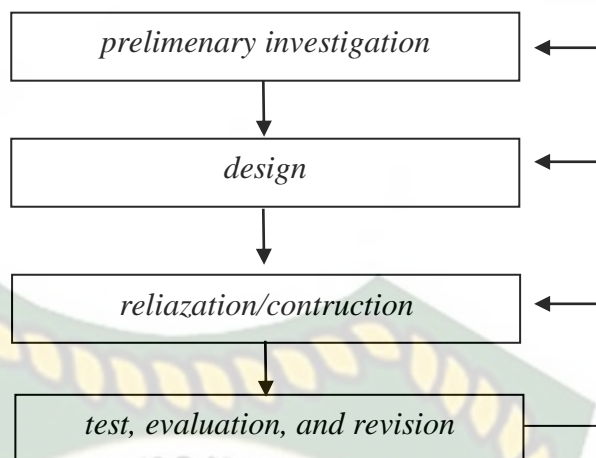 prelimenary investigation
design
reliazation/contruction
test, evaluation, and revision